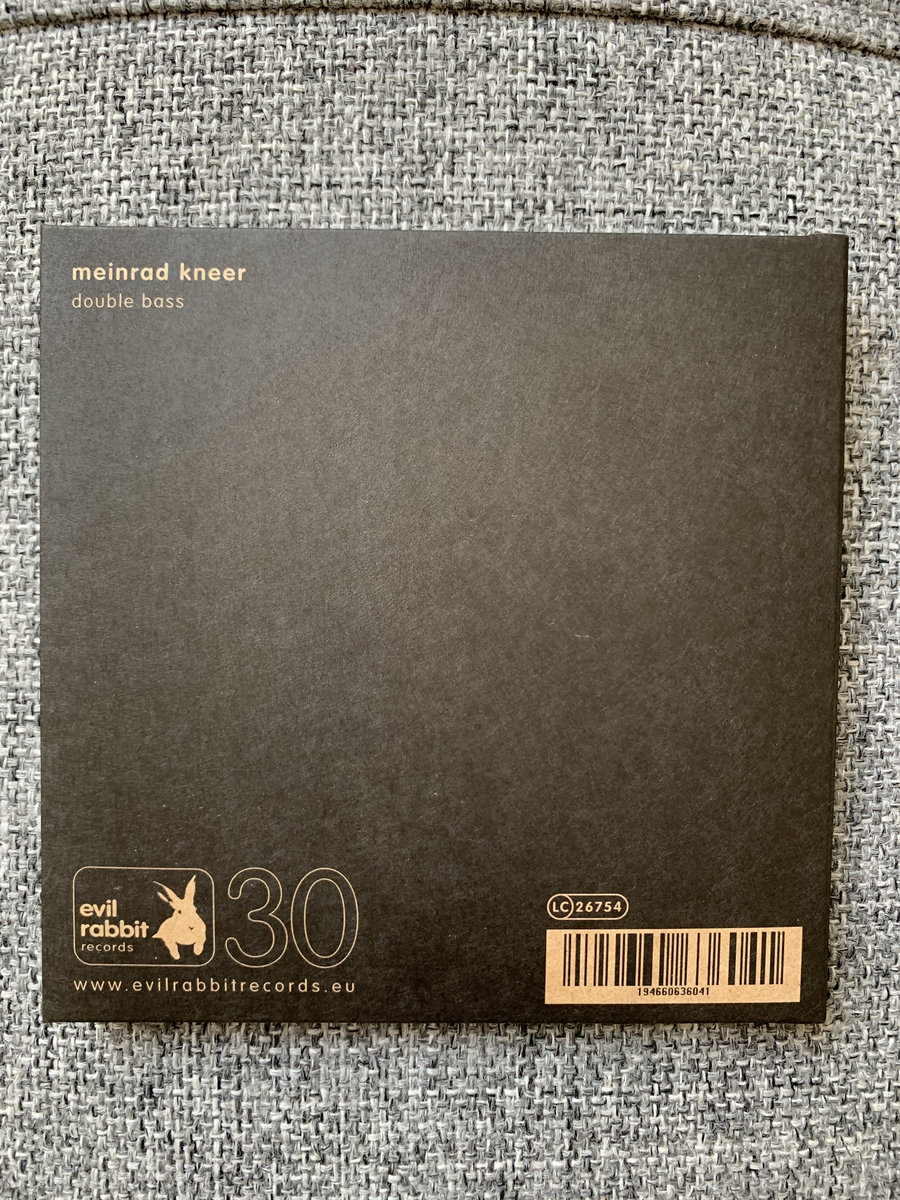 meinrad kneer
double bass
evil
rabbit
records
30
www.evilrabbitrecords.eu
LC 26754
194660636041